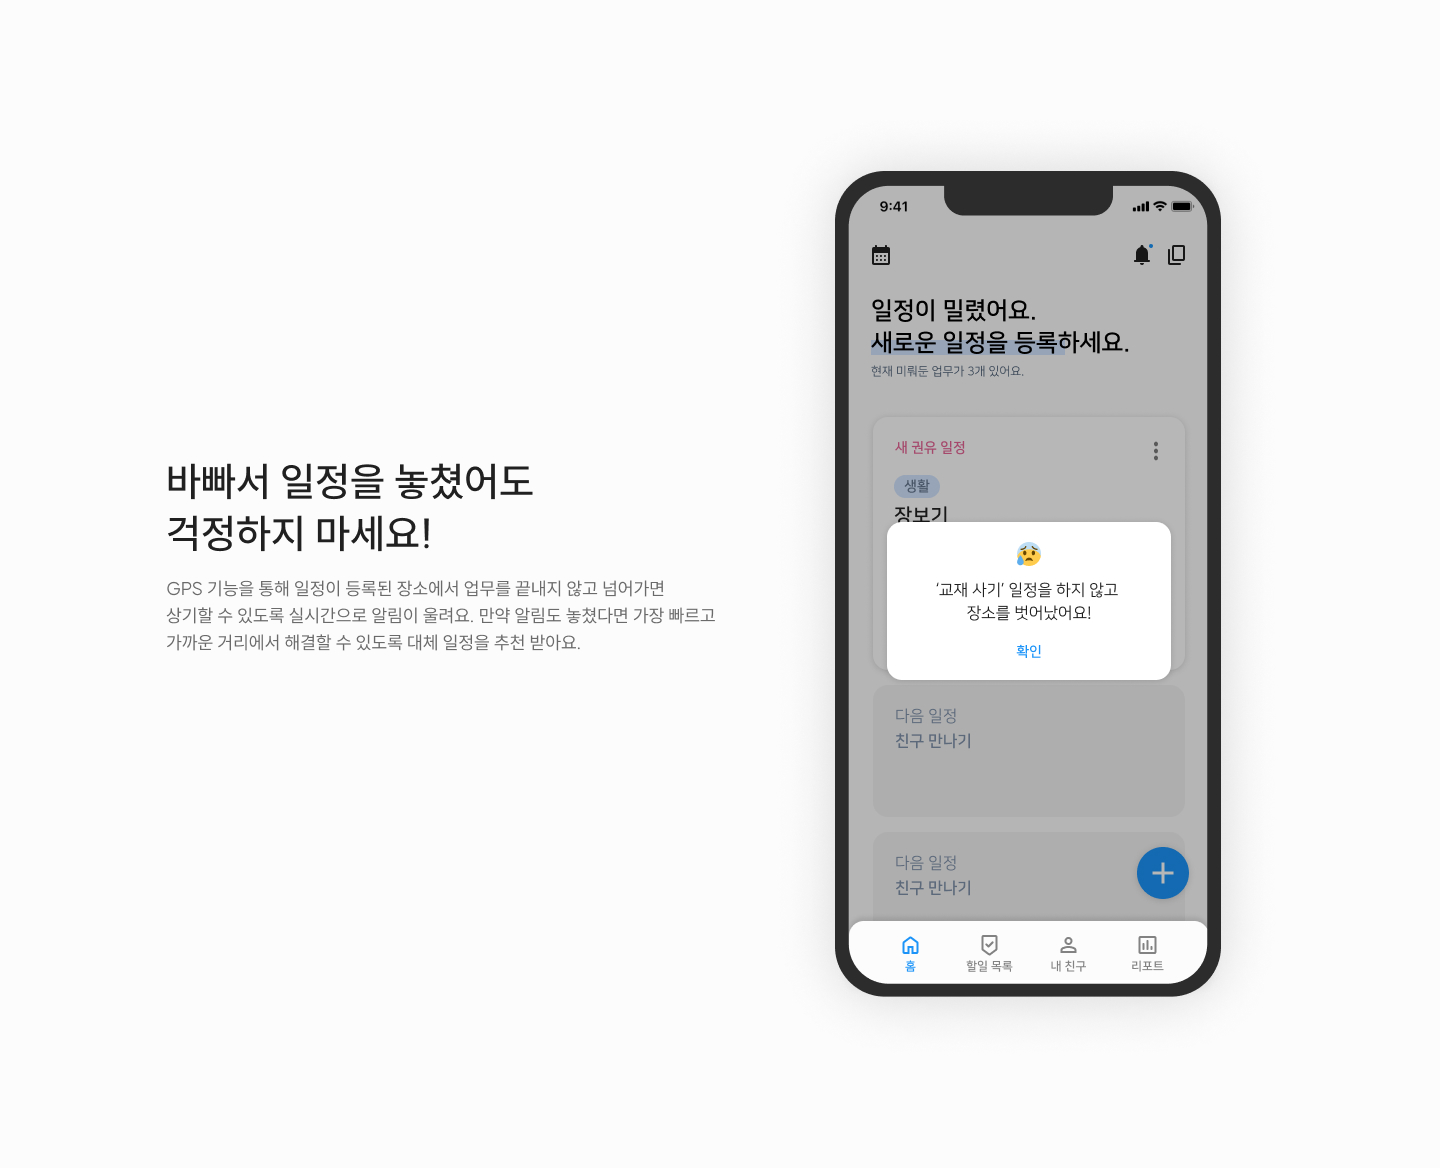 바빠서 일정을 놓쳤어도
걱정하지 마세요!
GPS 기능을 통해 일정이 등록된 장소에서 업무를 끝내지 않고 넘어가면
상기할 수 있도록 실시간으로 알림이 울려요. 만약 알림도 놓쳤다면 가장 빠르고
가까운 거리에서 해결할 수 있도록 대체 일정을 추천 받아요.
9:41
일정이 밀렸어요.
새로운 일정을 등록하세요.
현재 미뤄둔 업무가 3개 있어요.
새 권유 일정
생활
장보기
‘교재 사기’ 일정을 하지 않고
장소를 벗어났어요!
확인
다음 일정
친구 만나기
다음 일정
친구 만나기
홈
할일 목록
내 친구
리포트